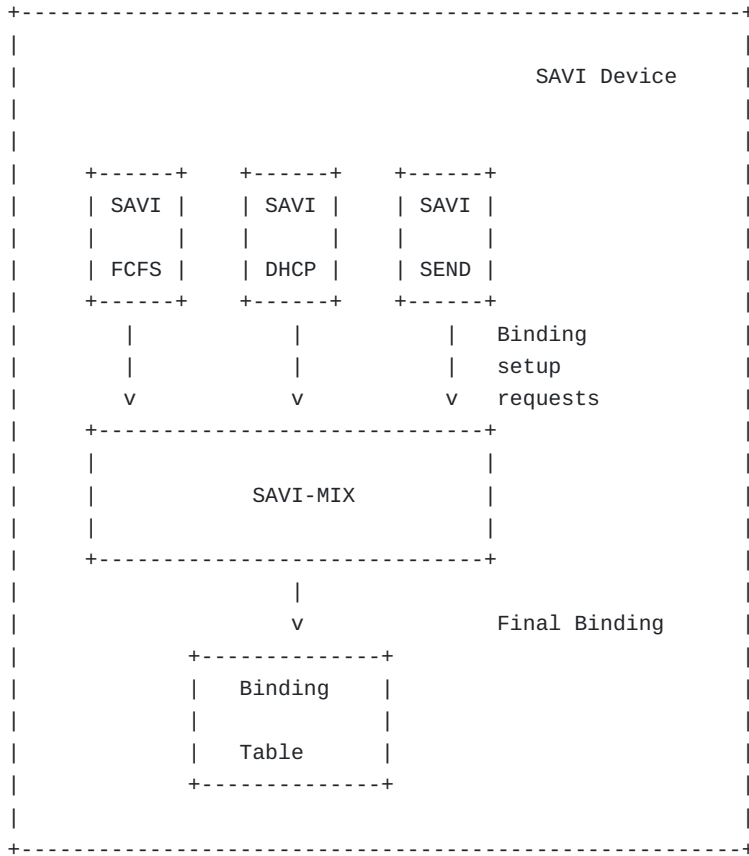 SAVI Device
SAVI SAVI SAVI
FCFS DHCP SEND
Binding
setup
v v v requests
SAVI-MIX
v Final Binding
Binding
Table